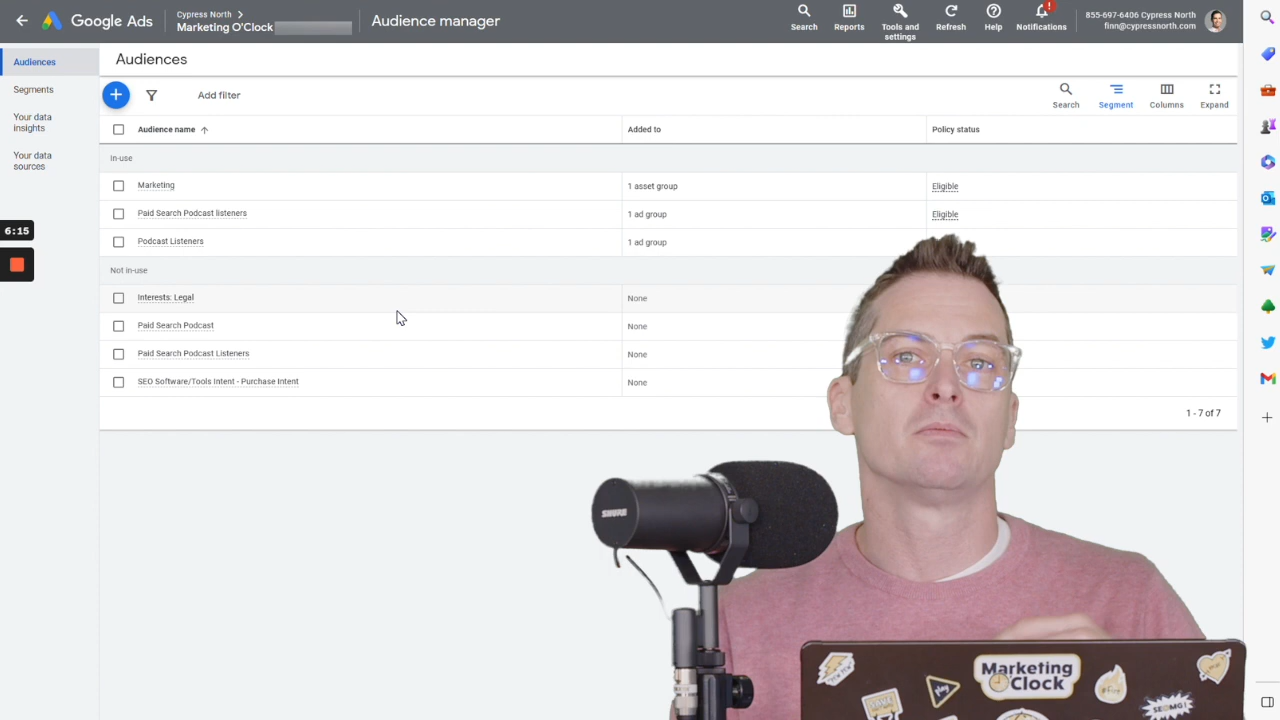 Google Ads
Cypress North
Marketing O'Clock
Audience manager
Search
Reports
Tools and
settings
Refresh
Help
!
Notifications
855-697-6406 Cypress North
finn@cypressnorth.com
Audiences
Segments
Your data
insights
Your data
sources
6:15
Audiences
Add filter
Search
Segment
Columns
Expand
Audience name
Added to
Policy status
In-use
Marketing
1 asset group
Eligible
Paid Search Podcast listeners
1 ad group
Eligible
Podcast Listeners
1 ad group
Not in-use
Interests: Legal
None
Paid Search Podcast
None
Paid Search Podcast Listeners
None
SEO Software/Tools Intent - Purchase Intent
None
1 - 7 of 7
SHURE
Marketing
Clock
play
SAVE
SEOMG!